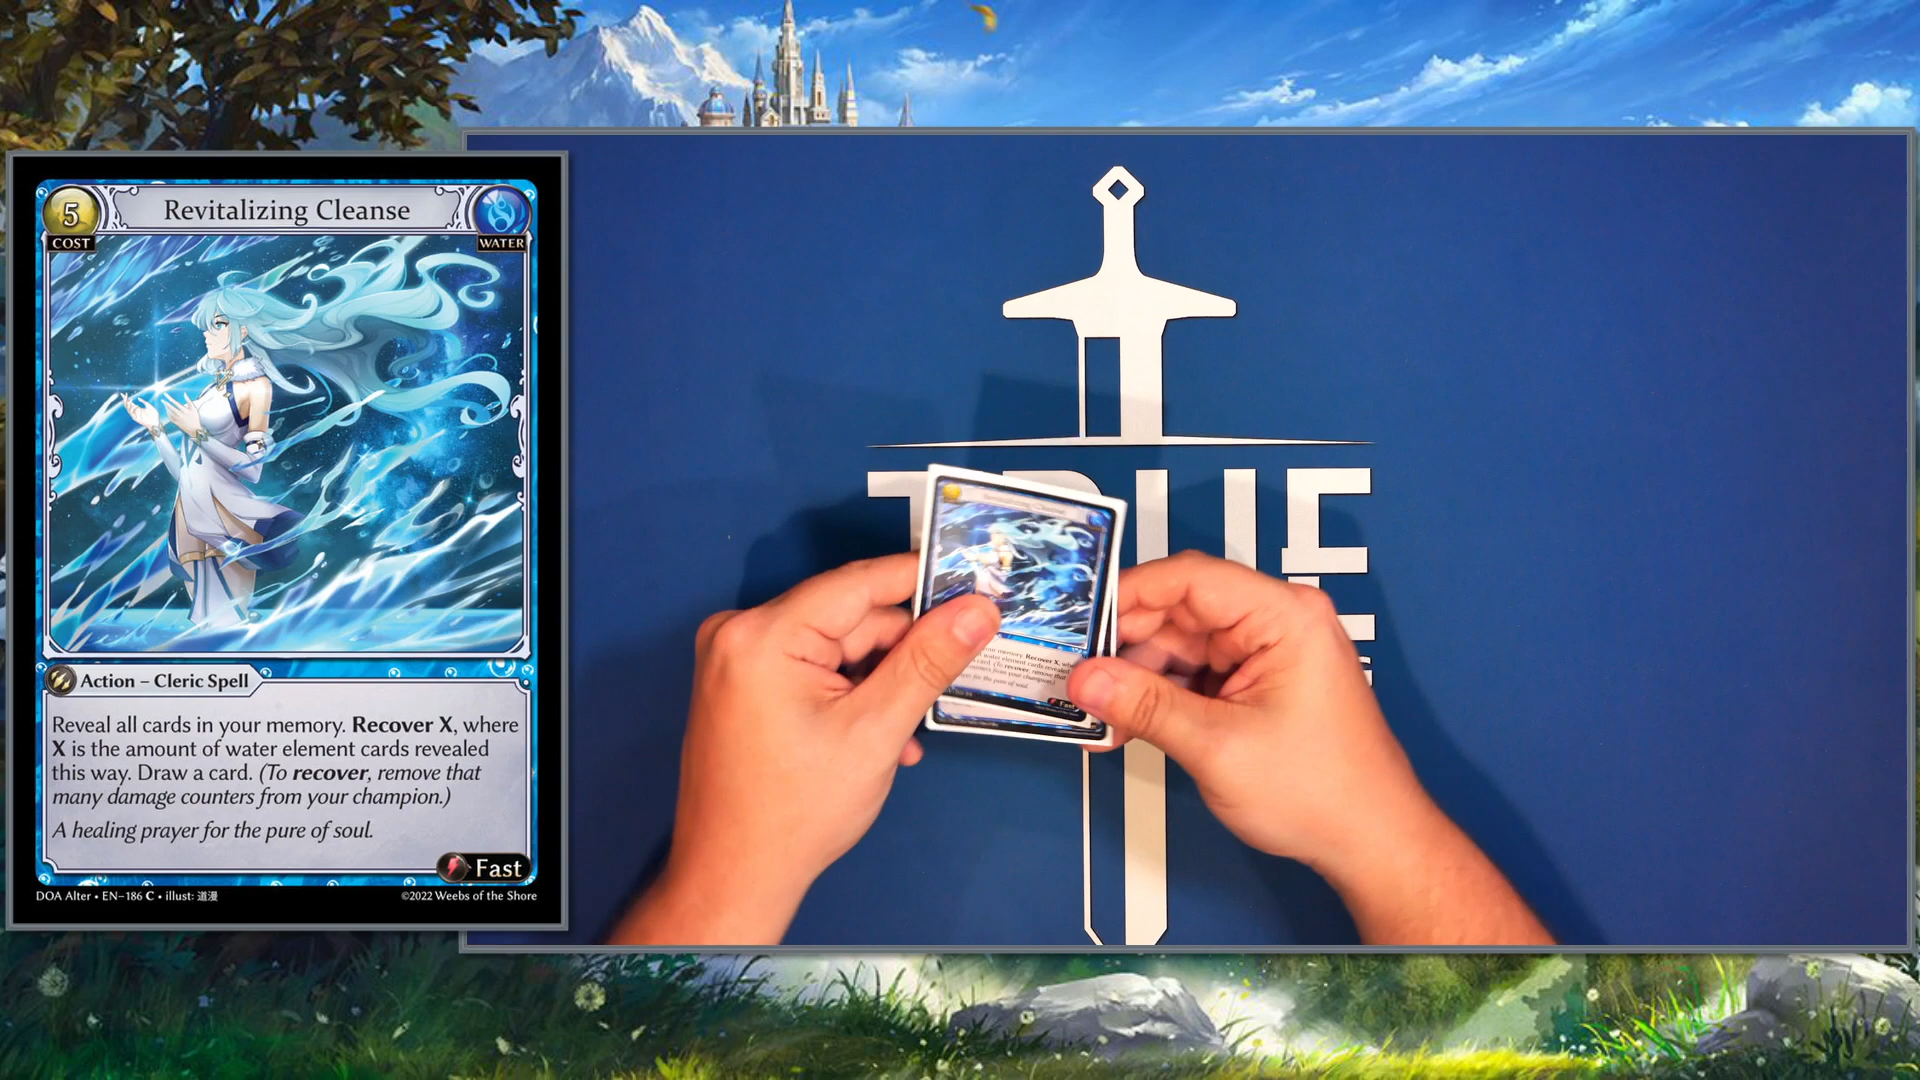 5
COST
Revitalizing Cleanse
WATER
Action – Cleric Spell
Reveal all cards in your memory. Recover X, where
X is the amount of water element cards revealed
this way. Draw a card. (To recover, remove that
many damage counters from your champion.)
A healing prayer for the pure of soul.
Fast
DOA Alter • EN–186 C • illust: 道漫
©2022 Weebs of the Shore
Fast